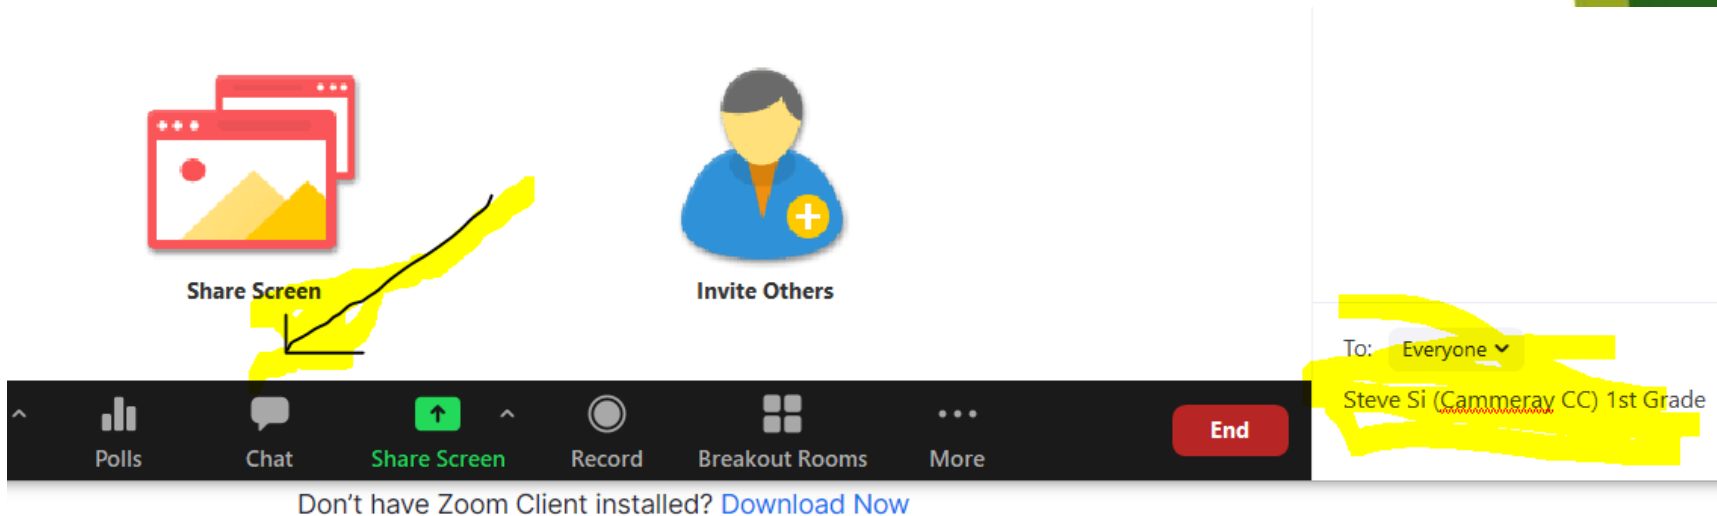 Share Screen
Invite Others
To: Everyone
Steve Si (Cammeray CC) 1st Grade
Polls
Chat
Share Screen
Record
Breakout Rooms
More
End
Don’t have Zoom Client installed? Download Now